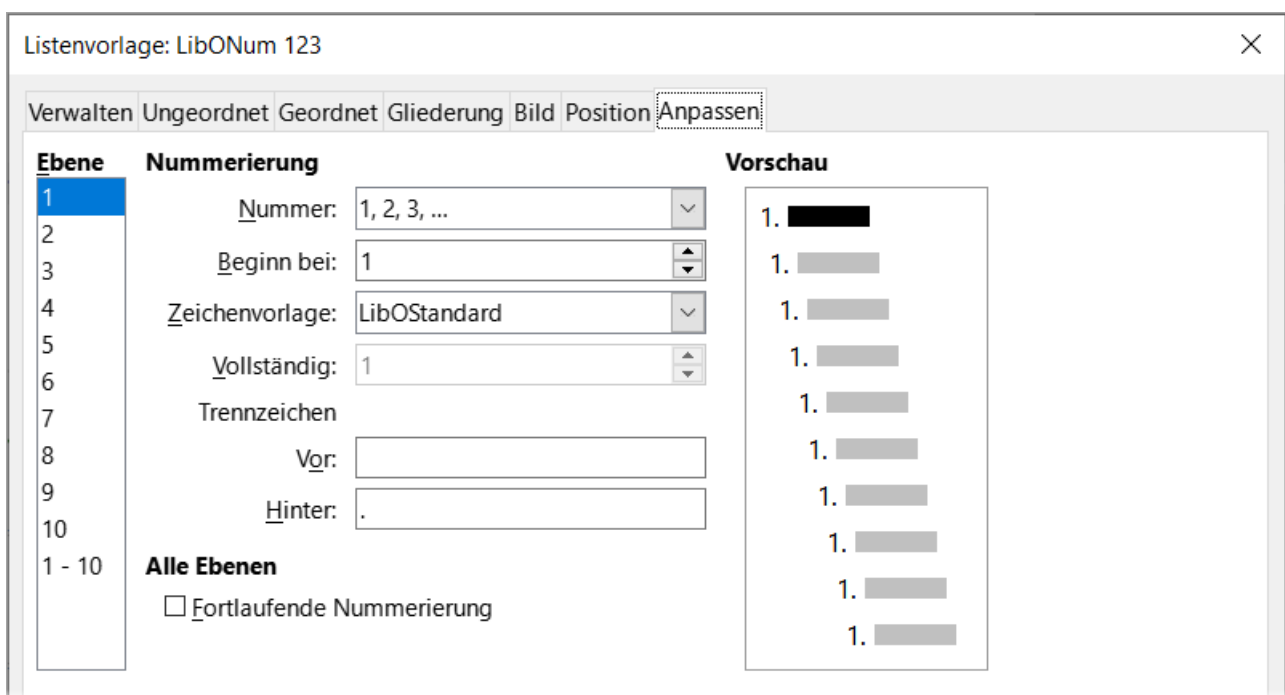 Listenvorlage: LibONum 123
Verwalten Ungeordnet Geordnet Gliederung Bild Position Anpassen
Ebene
1
2
3
4
5
6
7
8
9
10
1 - 10
Nummerierung
Nummer: 1, 2, 3, ...
Beginn bei: 1
Zeichenvorlage: LibOStandard
Vollständig: 1
Trennzeichen
Vor:
Hinter: .
Alle Ebenen
Fortlaufende Nummerierung
Vorschau
1.
1.
1.
1.
1.
1.
1.
1.
1.
1.